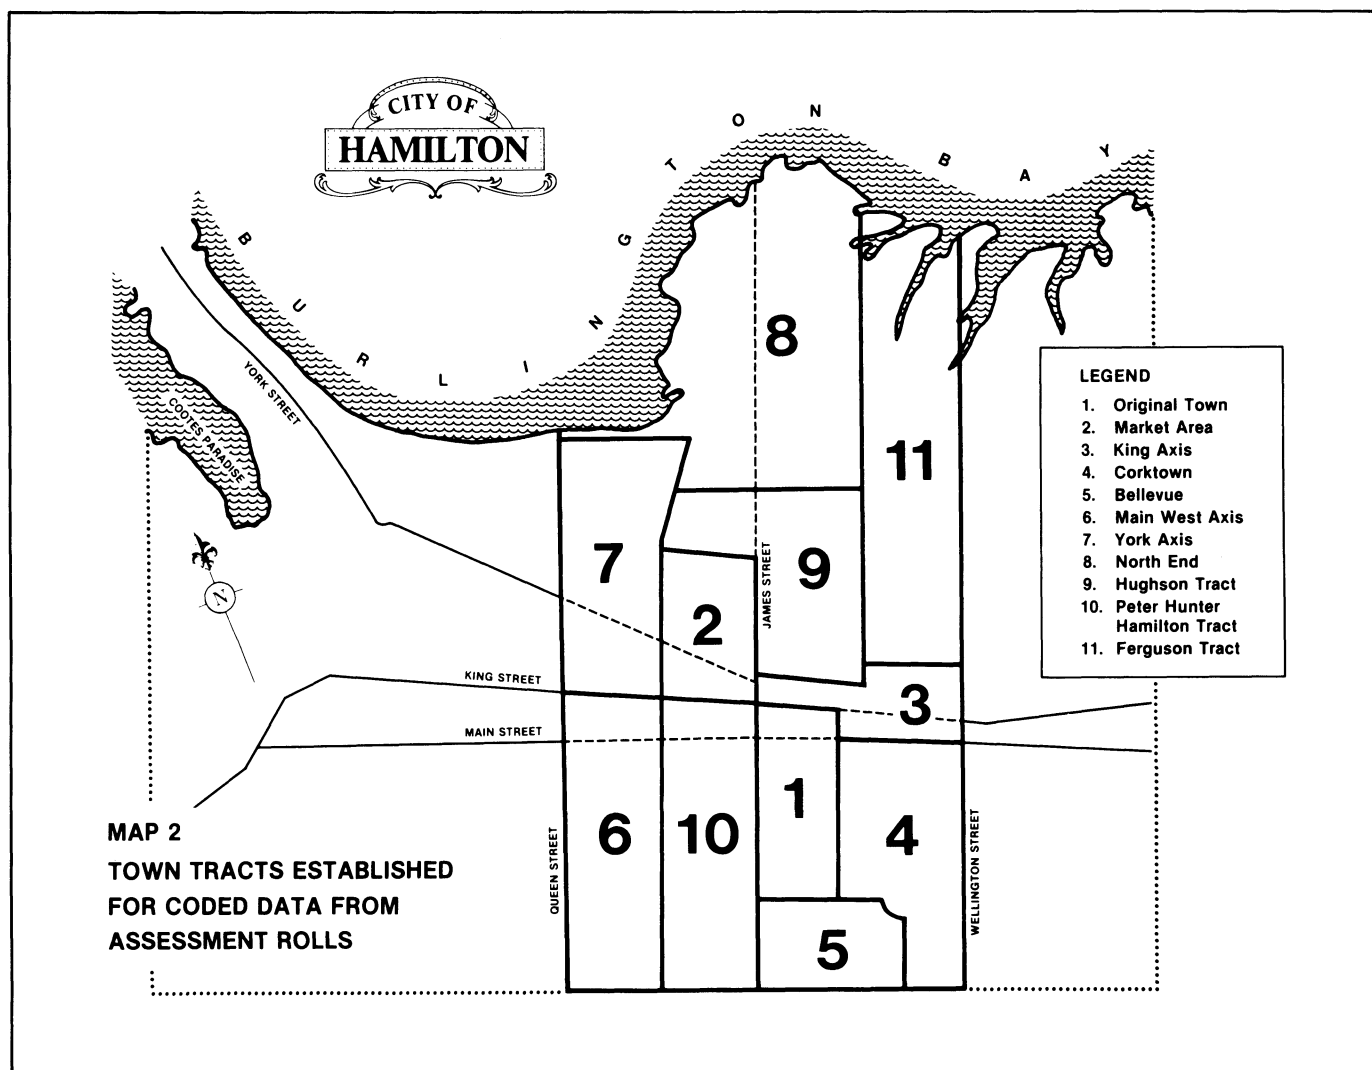 CITY OF
HAMILTON
BURLINGTON BAY
YORK STREET
COOTES PARADISE
N
8
11
7
9
2
JAMES STREET
KING STREET
3
MAIN STREET
1
6
10
4
QUEEN STREET
WELLINGTON STREET
5
LEGEND
1. Original Town
2. Market Area
3. King Axis
4. Corktown
5. Bellevue
6. Main West Axis
7. York Axis
8. North End
9. Hughson Tract
10. Peter Hunter
Hamilton Tract
11. Ferguson Tract
MAP 2
TOWN TRACTS ESTABLISHED
FOR CODED DATA FROM
ASSESSMENT ROLLS